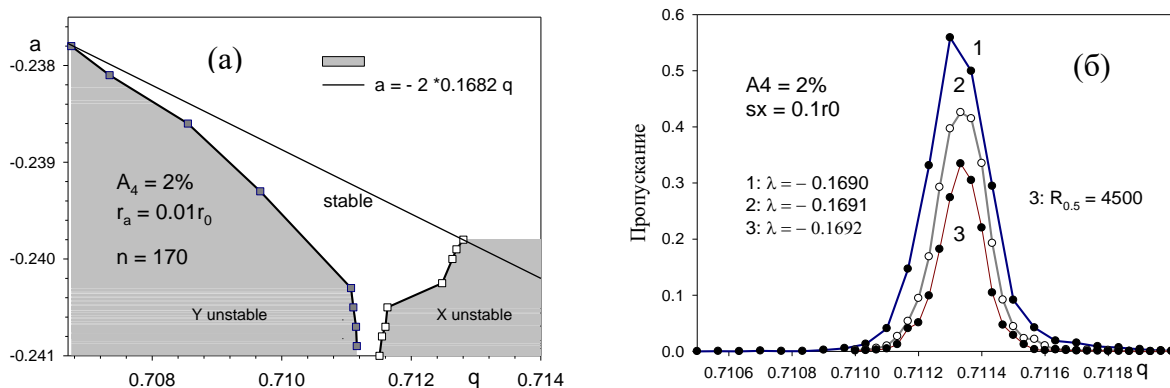 a
(а)
a = - 2 *0.1682 q
-0.238
-0.239
-0.240
-0.241
A4 = 2%
ra = 0.01r0
n = 170
stable
Y unstable
X unstable
0.708
0.710
0.712
q
0.714
(б)
Пропускание
0.6
0.5
0.4
0.3
0.2
0.1
0.0
A4 = 2%
sx = 0.1r0
1: λ = - 0.1690
2: λ = - 0.1691
3: λ = - 0.1692
1
2
3
3: R0.5 = 4500
0.7106
0.7108
0.7110
0.7112
0.7114
0.7116
q
0.7118